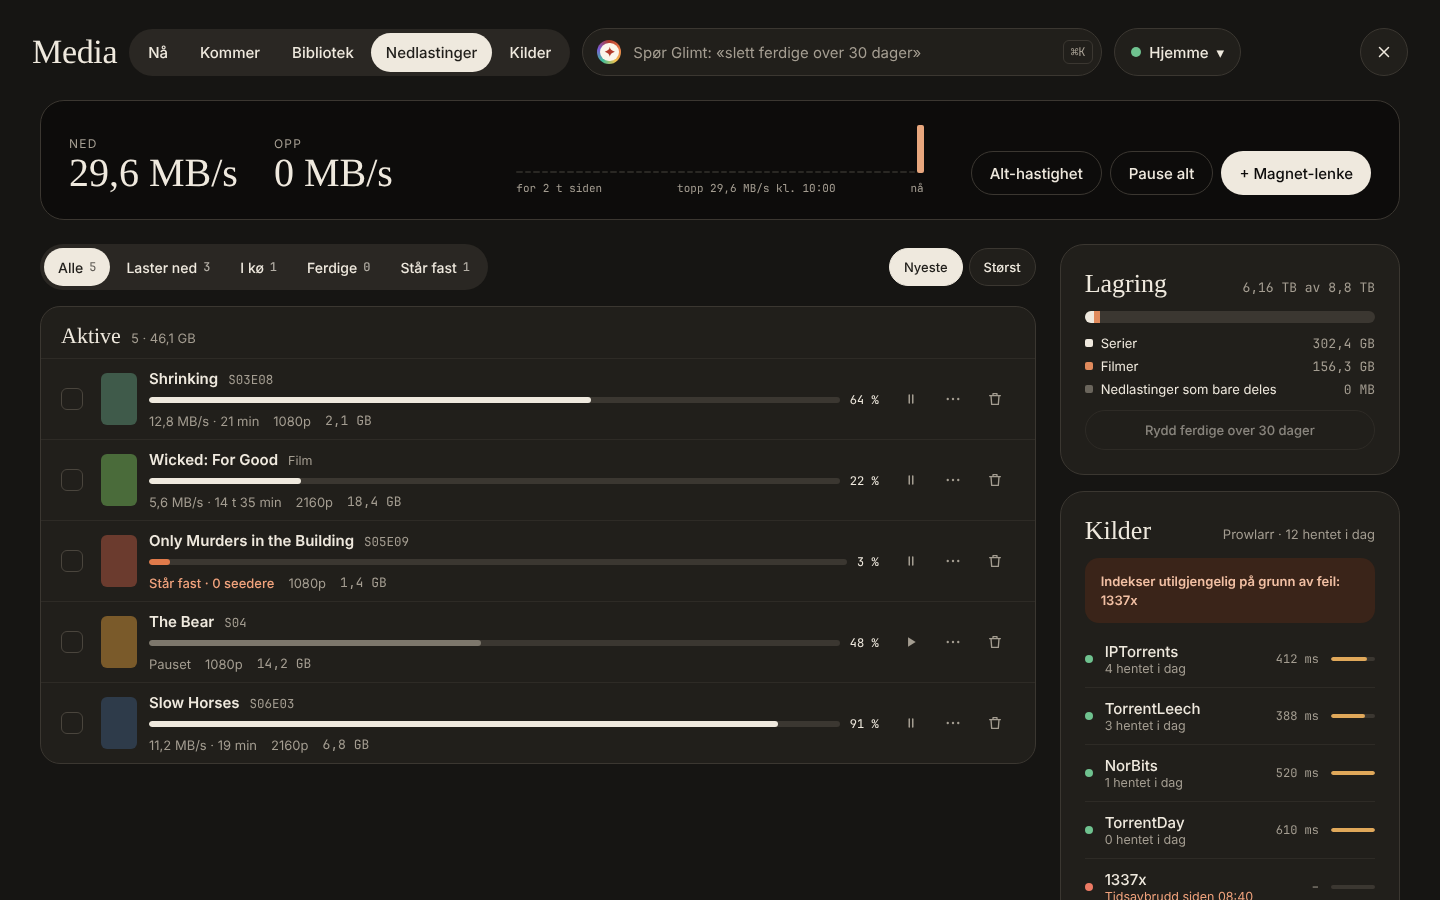 Media
Nå
Kommer
Bibliotek
Nedlastinger
Kilder
Spør Glimt: «slett ferdige over 30 dager»
⌘K
Hjemme ▾
NED
29,6 MB/s
OPP
0 MB/s
for 2 t siden
topp 29,6 MB/s kl. 10:00
nå
Alt-hastighet
Pause alt
+ Magnet-lenke
Alle 5
Laster ned 3
I kø 1
Ferdige 0
Står fast 1
Nyeste
Størst
Aktive 5 · 46,1 GB
Shrinking S03E08
64 %
12,8 MB/s · 21 min 1080p 2,1 GB
Wicked: For Good Film
22 %
5,6 MB/s · 14 t 35 min 2160p 18,4 GB
Only Murders in the Building S05E09
3 %
Står fast · 0 seedere 1080p 1,4 GB
The Bear S04
48 %
Pauset 1080p 14,2 GB
Slow Horses S06E03
91 %
11,2 MB/s · 19 min 2160p 6,8 GB
Lagring 6,16 TB av 8,8 TB
Serier 302,4 GB
Filmer 156,3 GB
Nedlastinger som bare deles 0 MB
Rydd ferdige over 30 dager
Kilder Prowlarr · 12 hentet i dag
Indekser utilgjengelig på grunn av feil:
1337x
IPTorrents
4 hentet i dag
412 ms
TorrentLeech
3 hentet i dag
388 ms
NorBits
1 hentet i dag
520 ms
TorrentDay
0 hentet i dag
610 ms
1337x
–
Tidsavbrudd siden 08:40